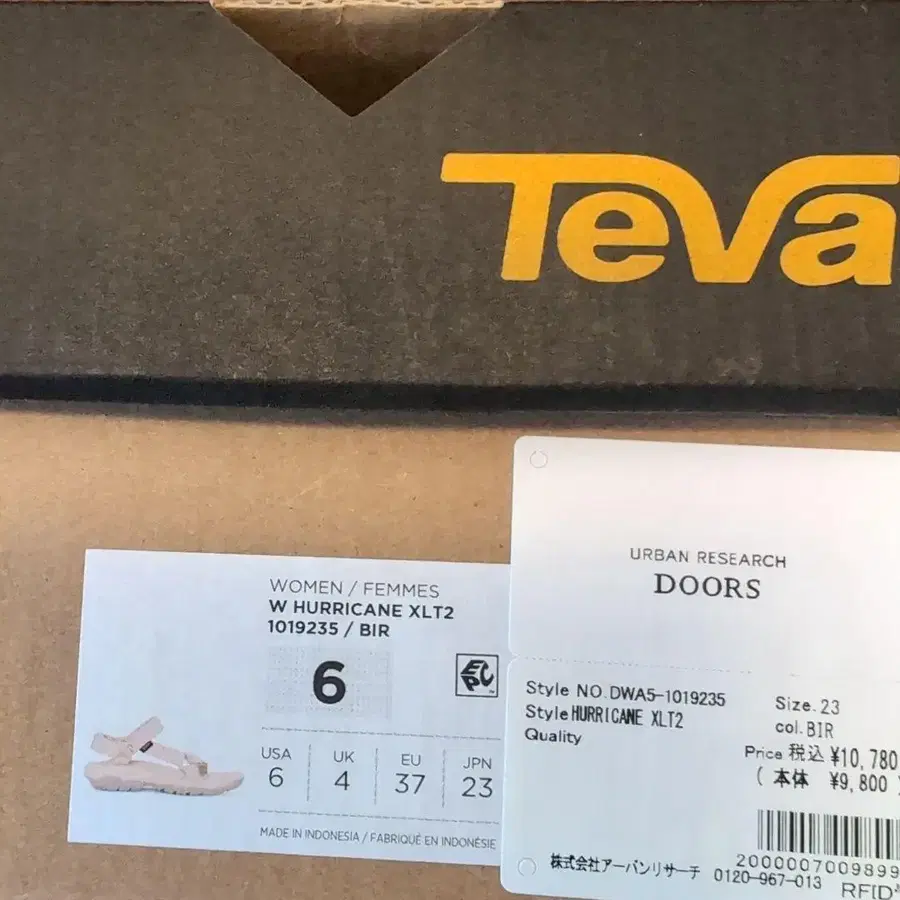 Teva
WOMEN / FEMMES
W HURRICANE XLT2
1019235 / BIR
6
EPC
USA
6
UK
4
EU
37
JPN
23
MADE IN INDONESIA / FABRIQUÉ EN INDONÉSIE
URBAN RESEARCH
DOORS
Style NO.DWA5-1019235
Style HURRICANE XLT2
Quality
Size.23
col.BIR
Price 税込 ¥10,780
( 本体 ¥9,800 )
2000007009899
株式会社アーバンリサーチ 0120-967-013
RFID